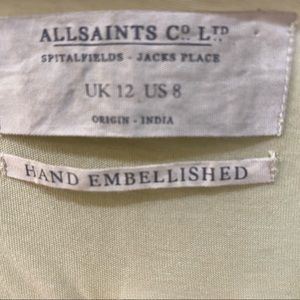 ALLSAINTS Cº. LTD
SPITALFIELDS - JACKS PLACE
UK 12 US 8
ORIGIN - INDIA
HAND EMBELLISHED